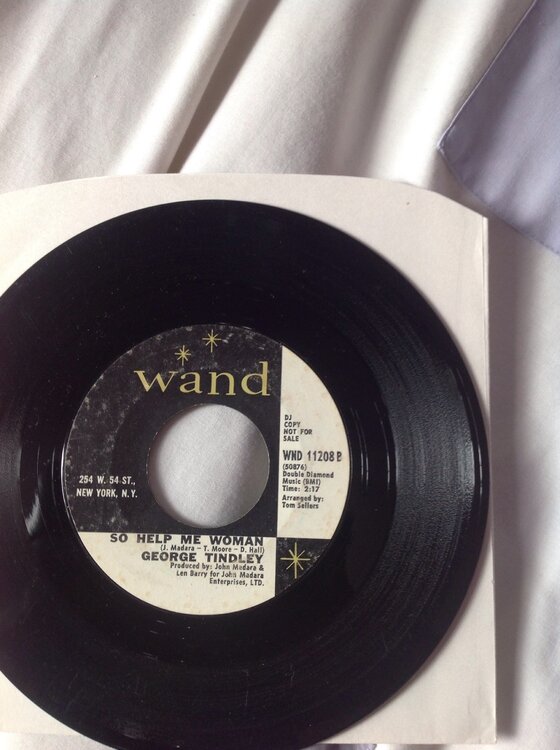 wand
DJ
COPY
NOT FOR
SALE
WND 11208 B
(50876)
Double Diamond
Music (BMI)
Time: 2:17
Arranged by:
Tom Sellers
254 W. 54 ST.,
NEW YORK, N.Y.
SO HELP ME WOMAN
(J. Madara - T. Moore - D. Hall)
GEORGE TINDLEY
Produced by: John Madara &
Len Barry for John Madara
Enterprises, LTD.